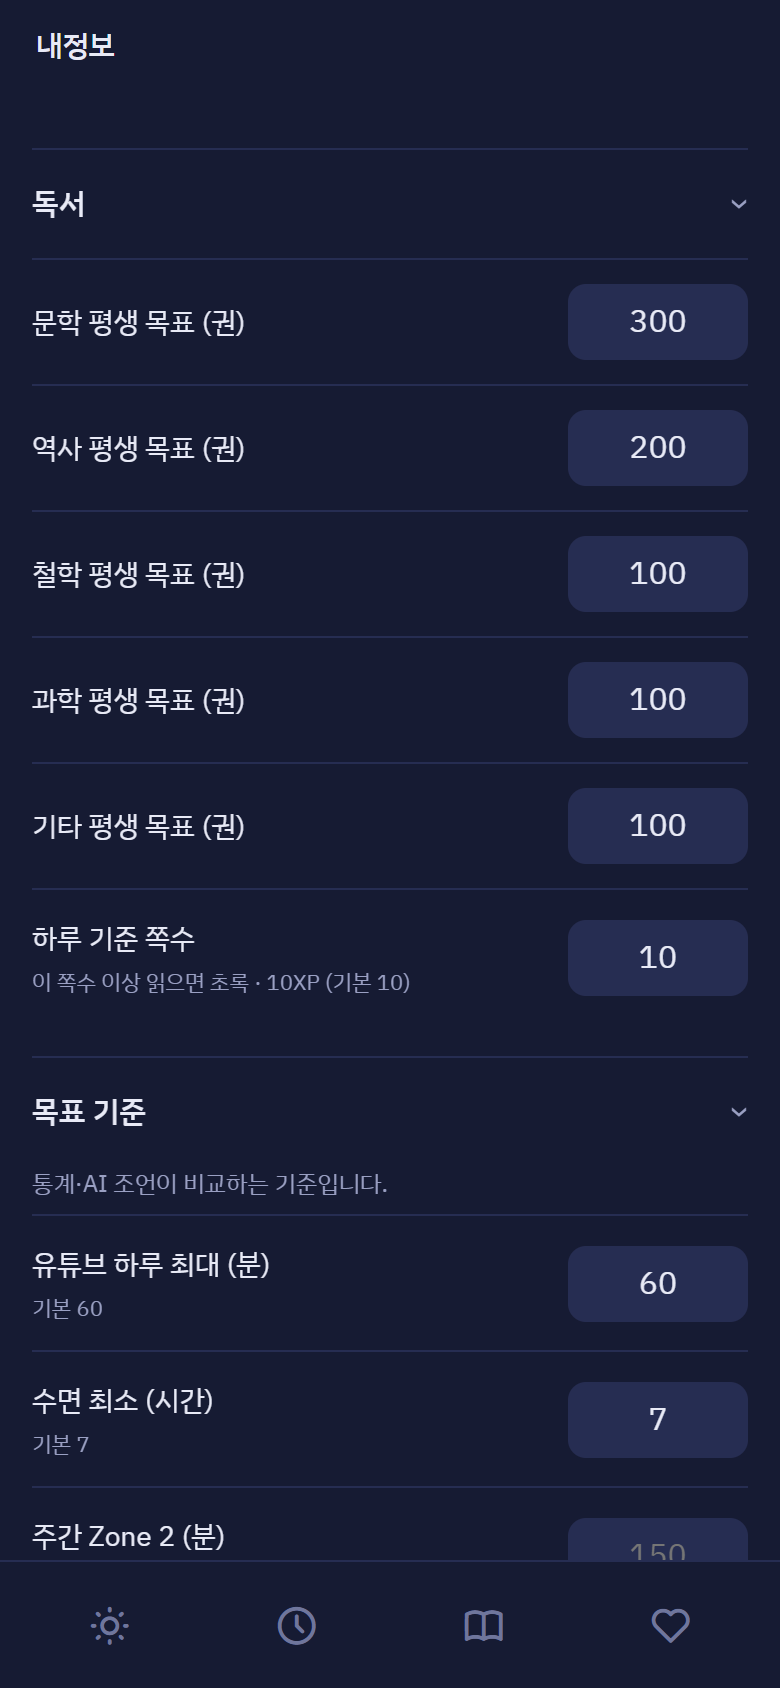 내정보
독서
문학 평생 목표 (권)
300
역사 평생 목표 (권)
200
철학 평생 목표 (권)
100
과학 평생 목표 (권)
100
기타 평생 목표 (권)
100
하루 기준 쪽수
10
이 쪽수 이상 읽으면 초록 · 10XP (기본 10)
목표 기준
통계·AI 조언이 비교하는 기준입니다.
유튜브 하루 최대 (분)
60
기본 60
수면 최소 (시간)
7
기본 7
주간 Zone 2 (분)
150